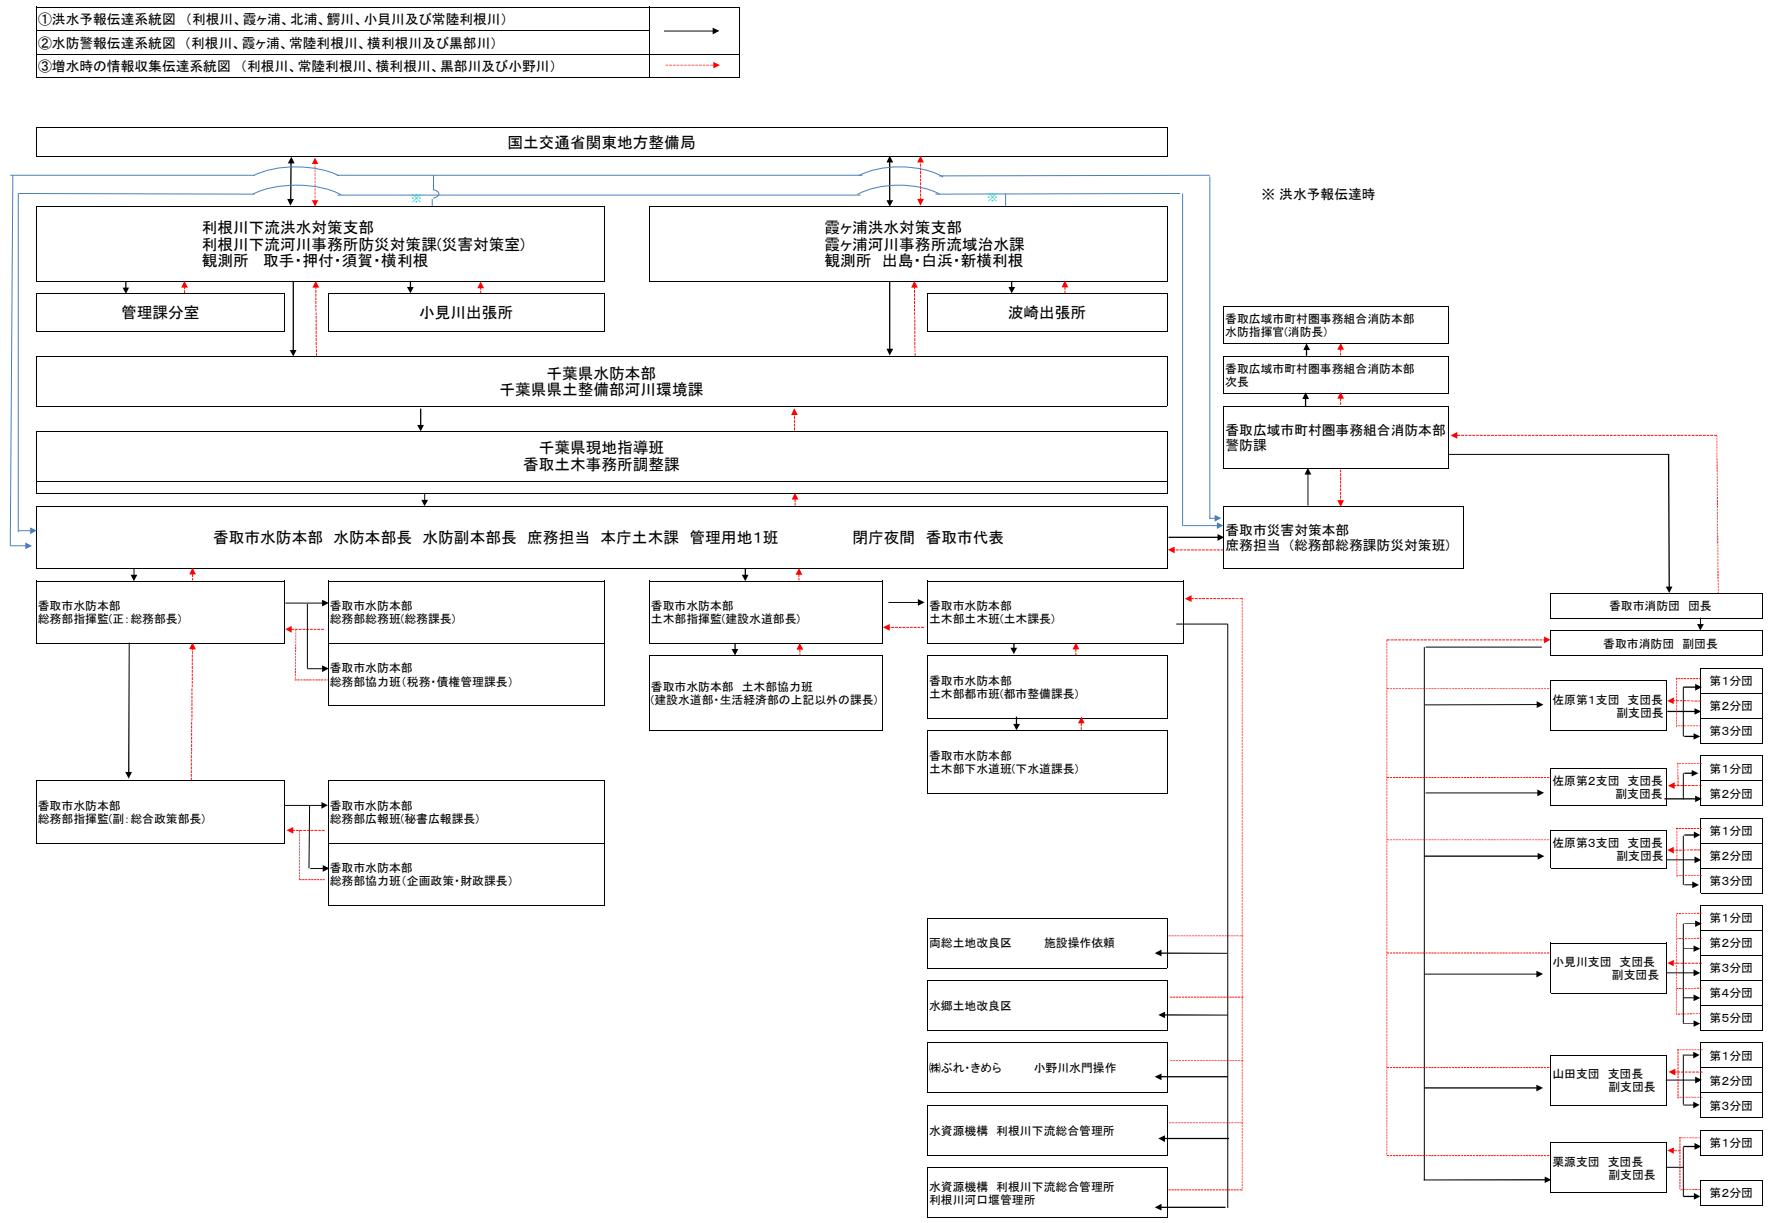 ①洪水予報伝達系統図 （利根川、霞ヶ浦、北浦、鰐川、小貝川及び常陸利根川）
②水防警報伝達系統図 （利根川、霞ヶ浦、常陸利根川、横利根川及び黒部川）
③増水時の情報収集伝達系統図 （利根川、常陸利根川、横利根川、黒部川及び小野川）
国土交通省関東地方整備局
※
※
※ 洪水予報伝達時
利根川下流洪水対策支部
利根川下流河川事務所防災対策課(災害対策室)
観測所 取手・押付・須賀・横利根
霞ヶ浦洪水対策支部
霞ヶ浦河川事務所流域治水課
観測所 出島・白浜・新横利根
管理課分室
小見川出張所
波崎出張所
千葉県水防本部
千葉県県土整備部河川環境課
千葉県現地指導班
香取土木事務所調整課
香取市水防本部 水防本部長 水防副本部長 庶務担当 本庁土木課 管理用地1班 閉庁夜間 香取市代表
香取広域市町村圏事務組合消防本部
水防指揮官(消防長)
香取広域市町村圏事務組合消防本部
次長
香取広域市町村圏事務組合消防本部
警防課
香取市災害対策本部
庶務担当 (総務部総務課防災対策班)
香取市水防本部
総務部指揮監(正：総務部長)
香取市水防本部
総務部総務班(総務課長)
香取市水防本部
総務部協力班(税務・債権管理課長)
香取市水防本部
総務部指揮監(副：総合政策部長)
香取市水防本部
総務部広報班(秘書広報課長)
香取市水防本部
総務部協力班(企画政策・財政課長)
香取市水防本部
土木部指揮監(建設水道部長)
香取市水防本部 土木部協力班
(建設水道部・生活経済部の上記以外の課長)
香取市水防本部
土木部土木班(土木課長)
香取市水防本部
土木部都市班(都市整備課長)
香取市水防本部
土木部下水道班(下水道課長)
両総土地改良区 施設操作依頼
水郷土地改良区
㈱ぶれ・きめら 小野川水門操作
水資源機構 利根川下流総合管理所
水資源機構 利根川下流総合管理所
利根川河口堰管理所
香取市消防団 団長
香取市消防団 副団長
佐原第1支団 支団長
副支団長
第1分団
第2分団
第3分団
佐原第2支団 支団長
副支団長
第1分団
第2分団
佐原第3支団 支団長
副支団長
第1分団
第2分団
第3分団
小見川支団 支団長
副支団長
第1分団
第2分団
第3分団
第4分団
第5分団
山田支団 支団長
副支団長
第1分団
第2分団
第3分団
栗源支団 支団長
副支団長
第1分団
第2分団